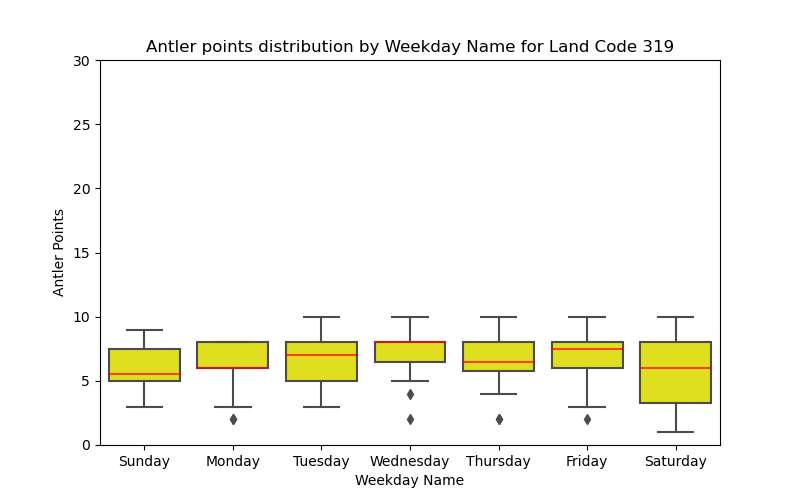 Antler points distribution by Weekday Name for Land Code 319
30
25
20
15
10
5
0
Antler Points
Sunday Monday Tuesday Wednesday Thursday Friday Saturday
Weekday Name